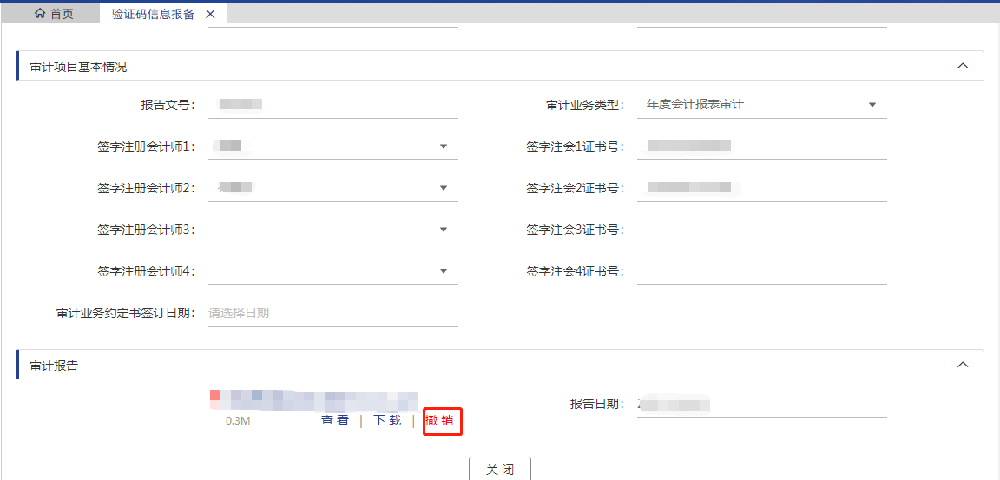 首页 验证码信息报备
审计项目基本情况
报告文号： 审计业务类型： 年度会计报表审计
签字注册会计师1： 签字注会1证书号：
签字注册会计师2： 签字注会2证书号：
签字注册会计师3： 签字注会3证书号：
签字注册会计师4： 签字注会4证书号：
审计业务约定书签订日期： 请选择日期
审计报告
报告日期：
0.3M 查看 | 下载 | 撤销
关闭